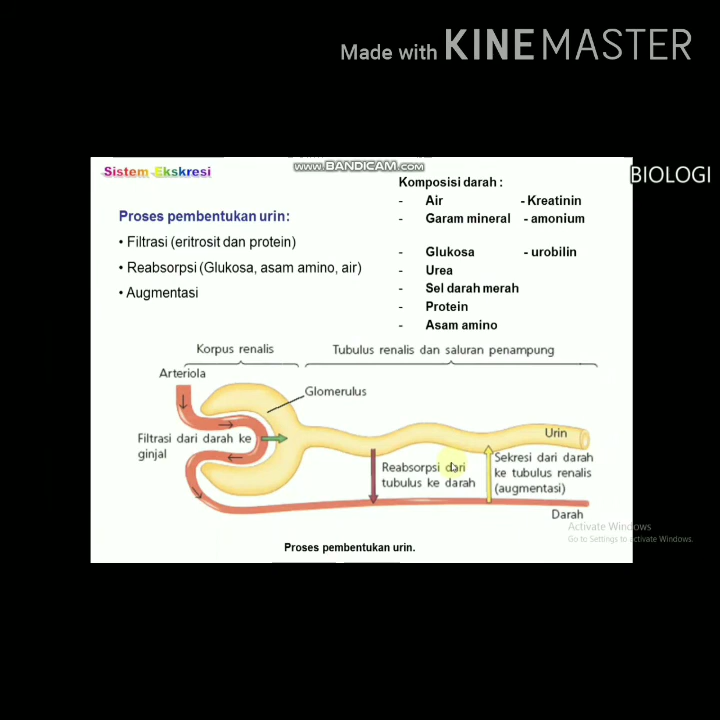 Made with KINEMASTER
www.BANDICAM.com
BIOLOGI
Sistem Ekskresi
Proses pembentukan urin:
• Filtrasi (eritrosit dan protein)
• Reabsorpsi (Glukosa, asam amino, air)
• Augmentasi
Komposisi darah :
- Air - Kreatinin
- Garam mineral - amonium
- Glukosa - urobilin
- Urea
- Sel darah merah
- Protein
- Asam amino
Korpus renalis
Tubulus renalis dan saluran penampung
Arteriola
Glomerulus
Filtrasi dari darah ke
ginjal
Urin
Reabsorpsi dari
tubulus ke darah
Sekresi dari darah
ke tubulus renalis
(augmentasi)
Darah
Activate Windows
Go to Settings to activate Windows.
Proses pembentukan urin.